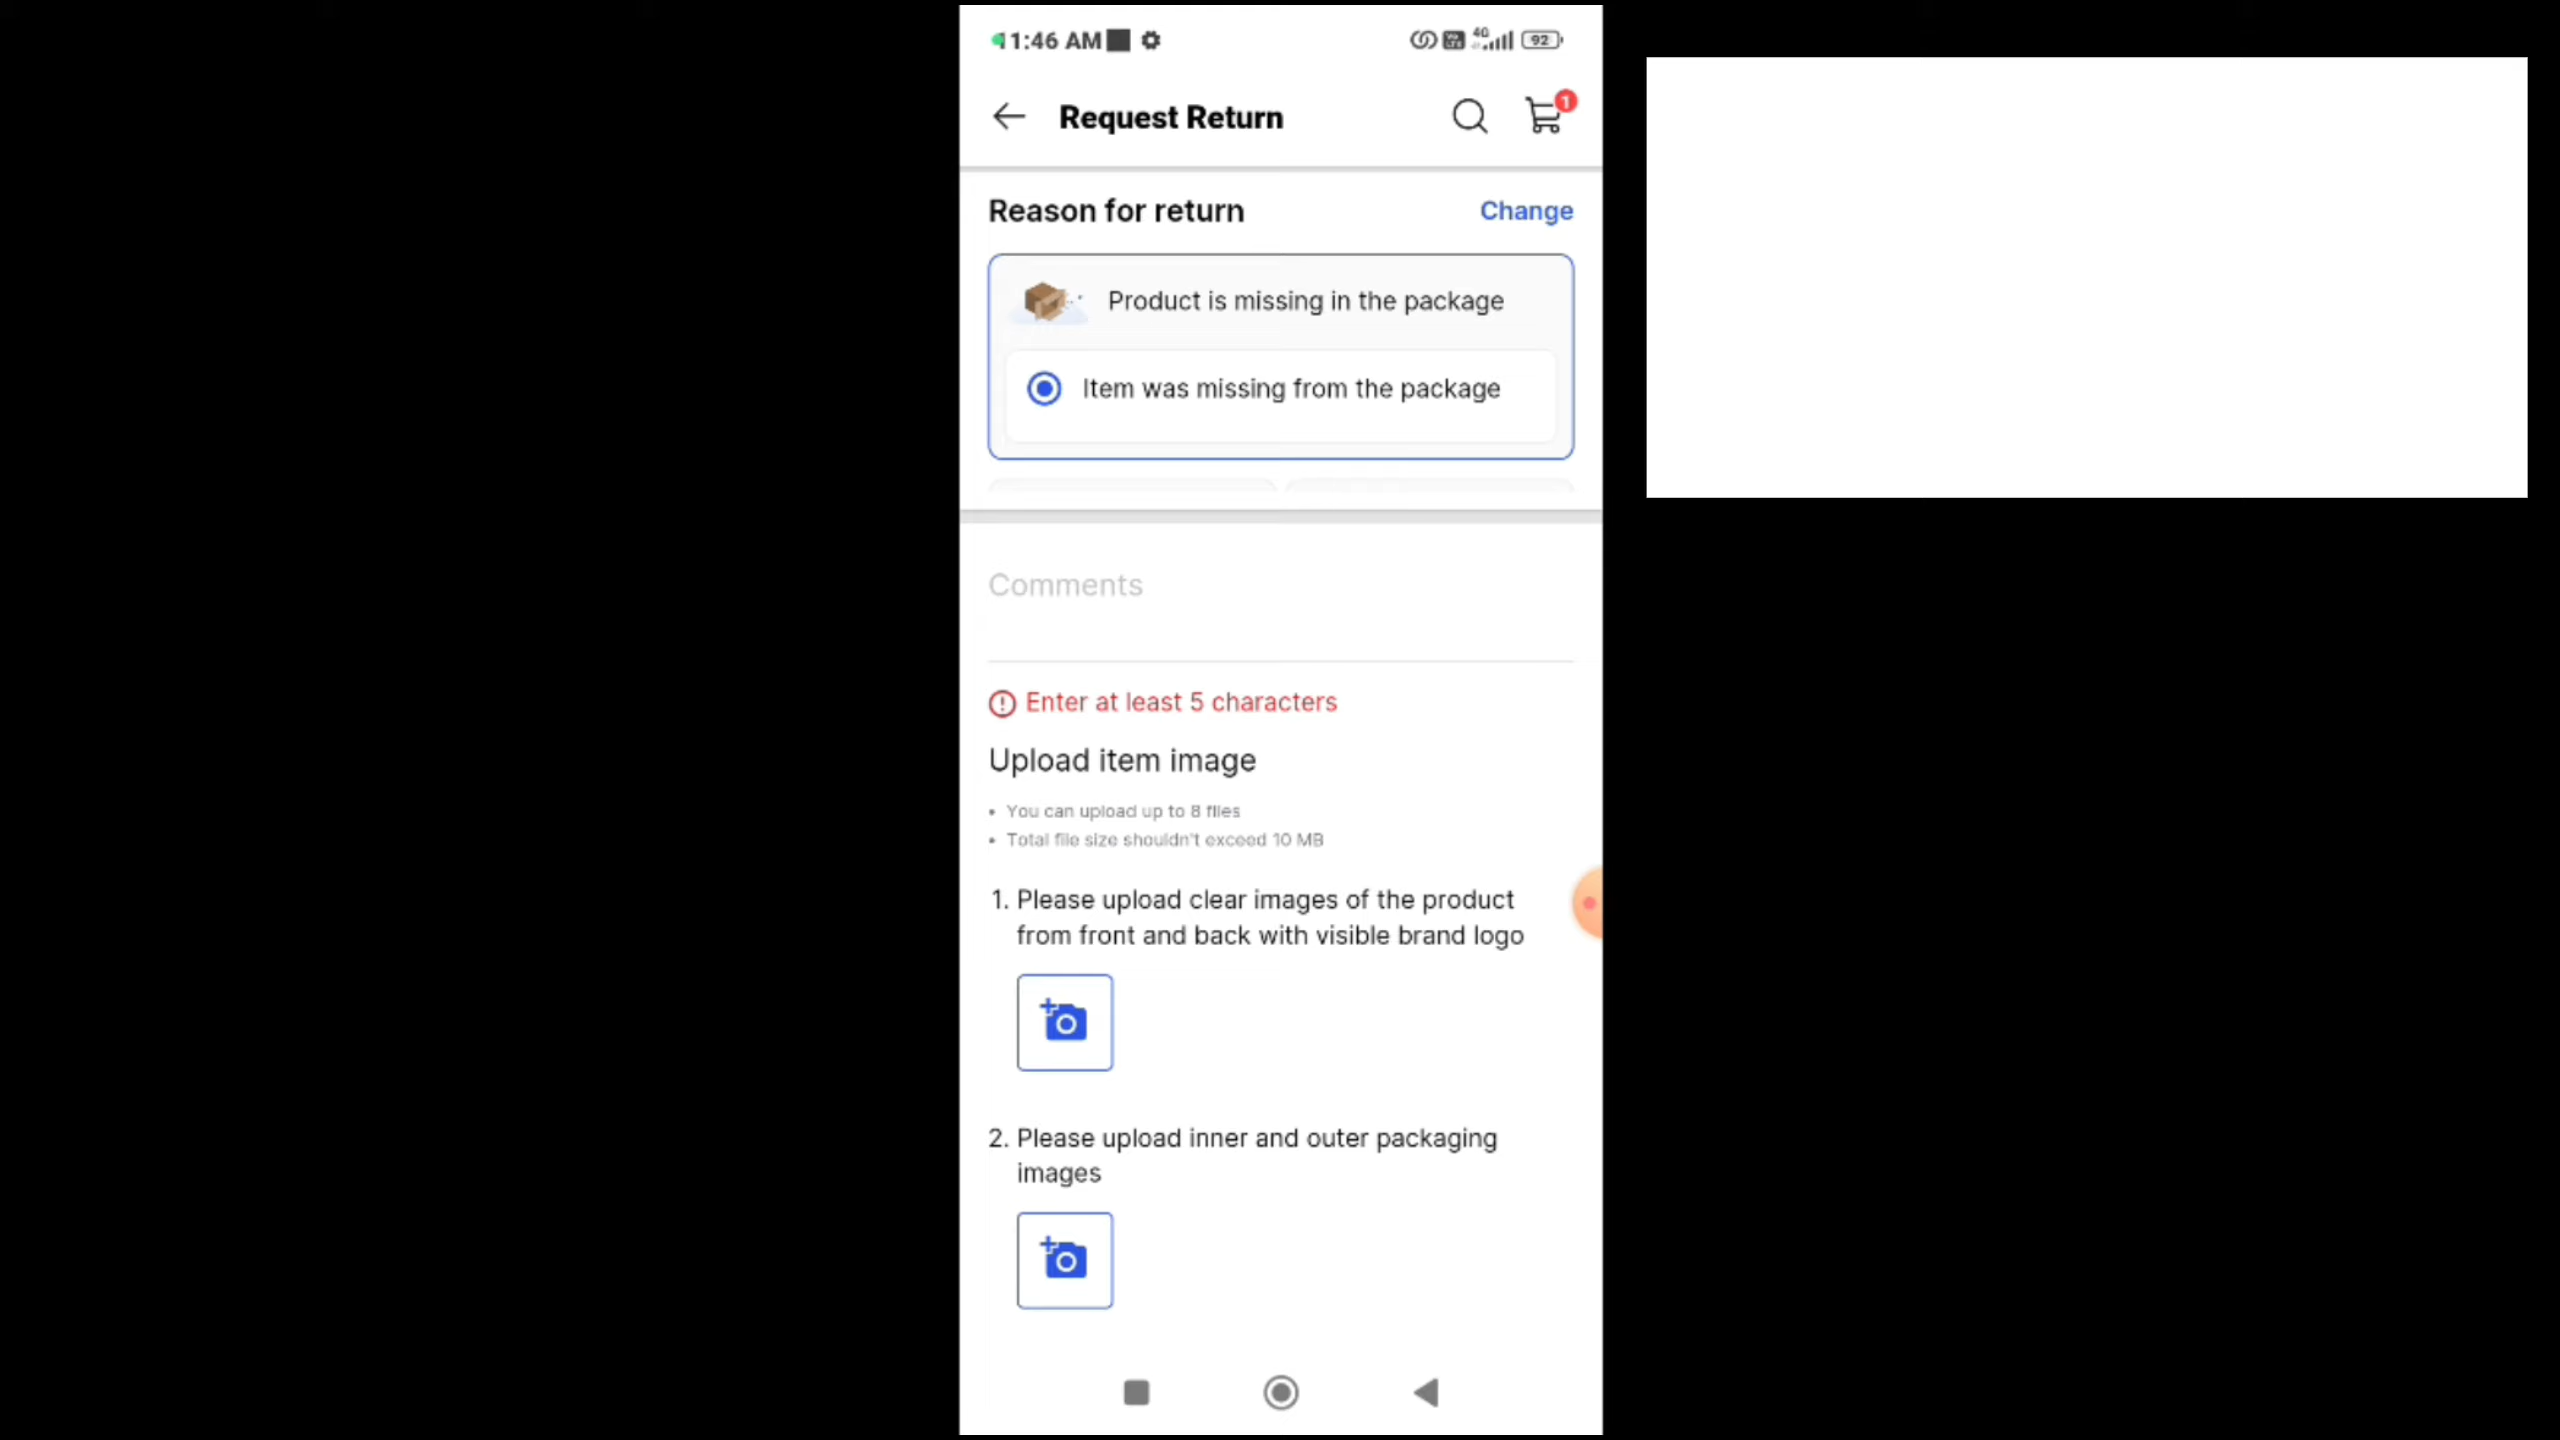 11:46 AM
4G
92
Request Return
1
Reason for return
Change
Product is missing in the package
Item was missing from the package
Comments
Enter at least 5 characters
Upload item image
• You can upload up to 8 files
• Total file size shouldn't exceed 10 MB
1. Please upload clear images of the product
from front and back with visible brand logo
2. Please upload inner and outer packaging
images